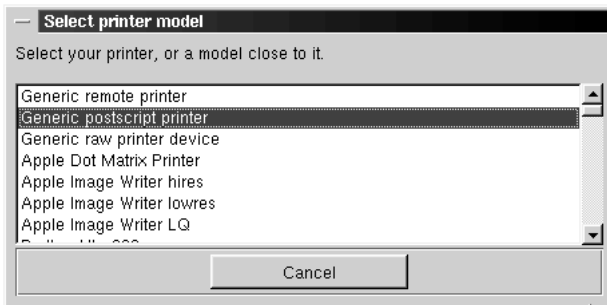 Select printer model
Select your printer, or a model close to it.
Generic remote printer
Generic postscript printer
Generic raw printer device
Apple Dot Matrix Printer
Apple Image Writer hires
Apple Image Writer lowres
Apple Image Writer LQ
Cancel